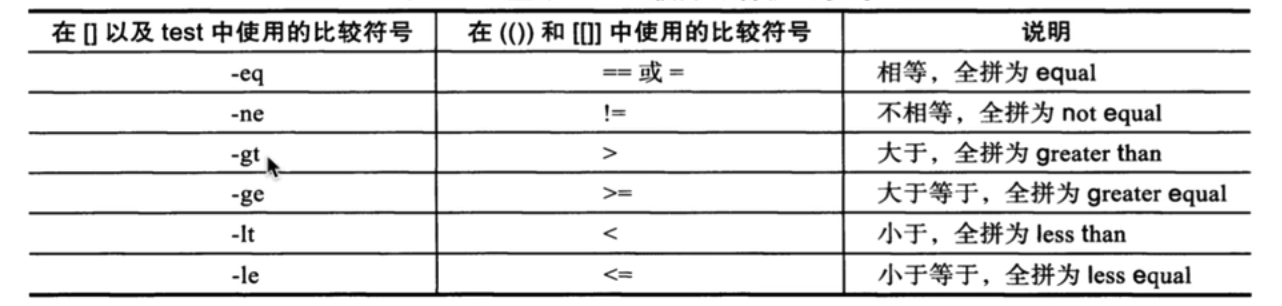 在 [] 以及 test 中使用的比较符号 在 (()) 和 [[]] 中使用的比较符号 说明
-eq == 或 = 相等，全拼为 equal
-ne != 不相等，全拼为 not equal
-gt > 大于，全拼为 greater than
-ge >= 大于等于，全拼为 greater equal
-lt < 小于，全拼为 less than
-le <= 小于等于，全拼为 less equal